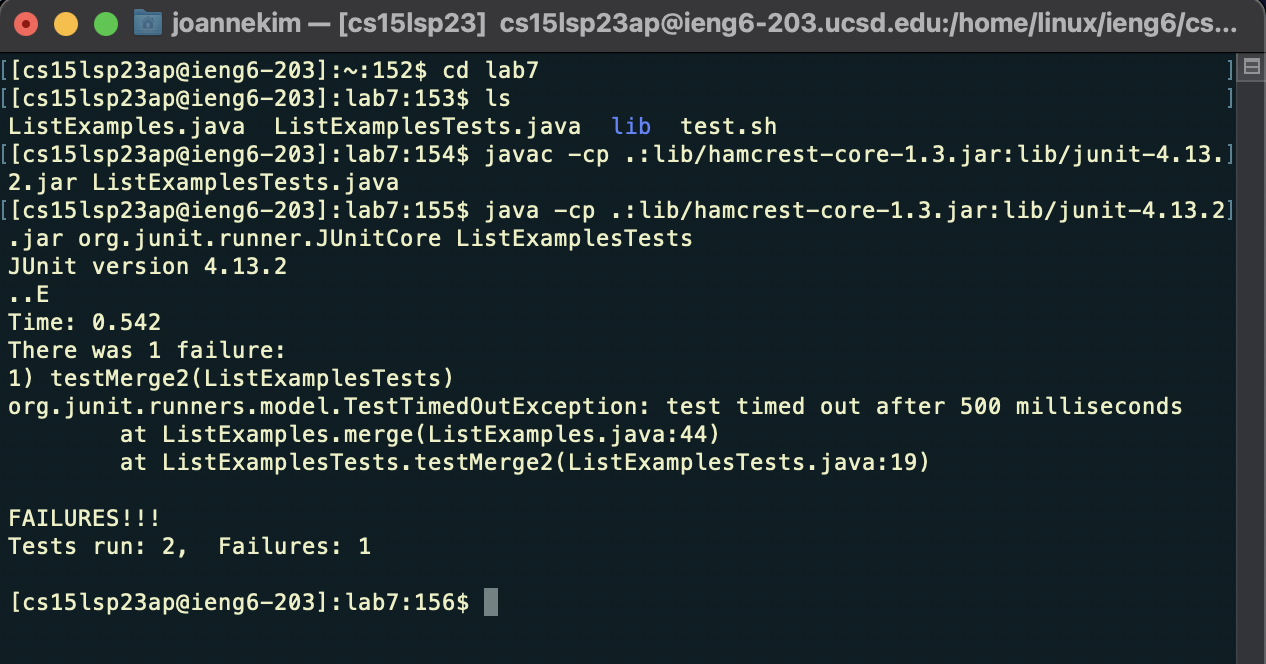 joannekim — [cs15lsp23] cs15lsp23ap@ieng6-203.ucsd.edu:/home/linux/ieng6/cs...
[[cs15lsp23ap@ieng6-203]:~:152$ cd lab7 ]
[[cs15lsp23ap@ieng6-203]:lab7:153$ ls ]
ListExamples.java  ListExamplesTests.java  lib  test.sh
[[cs15lsp23ap@ieng6-203]:lab7:154$ javac -cp .:lib/hamcrest-core-1.3.jar:lib/junit-4.13.]
2.jar ListExamplesTests.java
[[cs15lsp23ap@ieng6-203]:lab7:155$ java -cp .:lib/hamcrest-core-1.3.jar:lib/junit-4.13.2]
.jar org.junit.runner.JUnitCore ListExamplesTests
JUnit version 4.13.2
..E
Time: 0.542
There was 1 failure:
1) testMerge2(ListExamplesTests)
org.junit.runners.model.TestTimedOutException: test timed out after 500 milliseconds
        at ListExamples.merge(ListExamples.java:44)
        at ListExamplesTests.testMerge2(ListExamplesTests.java:19)
FAILURES!!!
Tests run: 2,  Failures: 1
[cs15lsp23ap@ieng6-203]:lab7:156$